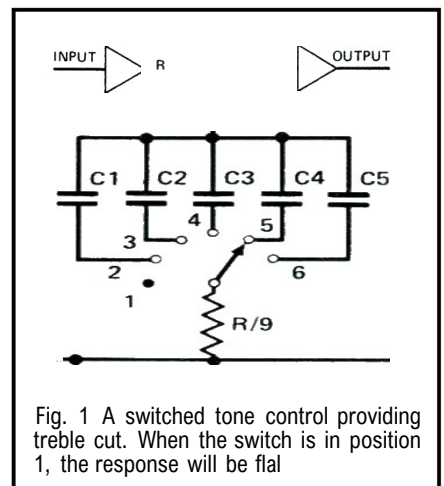 INPUT R OUTPUT
C1 C2 C3 C4 C5
4
3 5
2 6
1
R/9
Fig. 1 A switched tone control providing
treble cut. When the switch is in position
1, the response will be flal